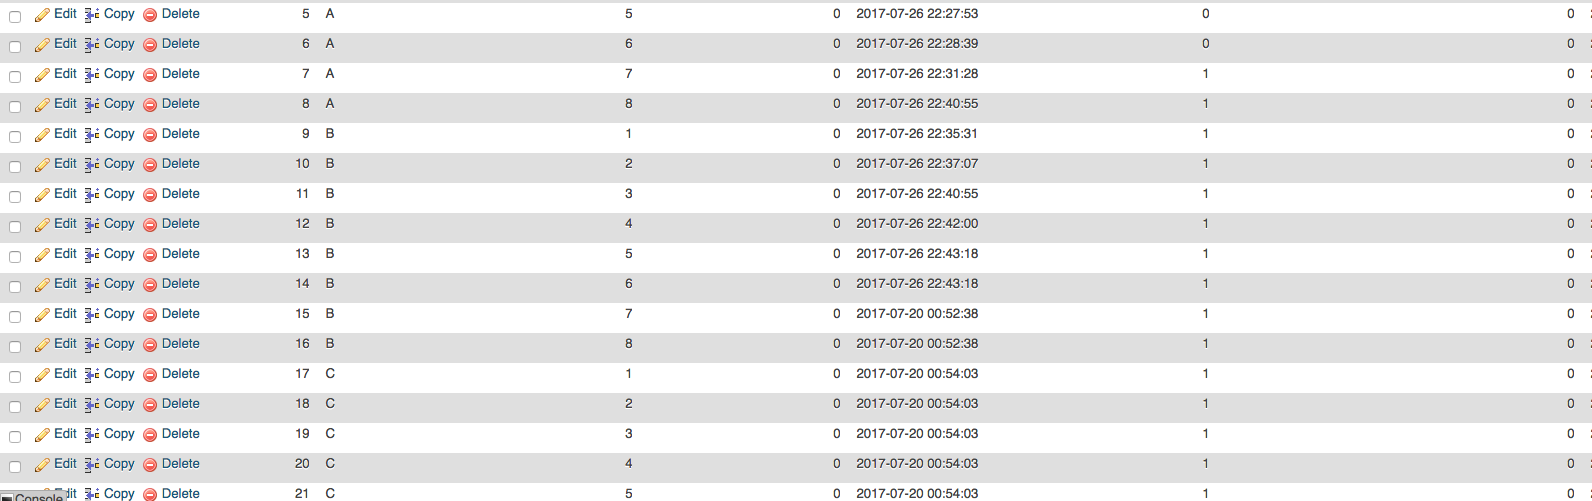 Edit Copy Delete 5 A 5 0 2017-07-26 22:27:53 0 0
Edit Copy Delete 6 A 6 0 2017-07-26 22:28:39 0 0
Edit Copy Delete 7 A 7 0 2017-07-26 22:31:28 1 0
Edit Copy Delete 8 A 8 0 2017-07-26 22:40:55 1 0
Edit Copy Delete 9 B 1 0 2017-07-26 22:35:31 1 0
Edit Copy Delete 10 B 2 0 2017-07-26 22:37:07 1 0
Edit Copy Delete 11 B 3 0 2017-07-26 22:40:55 1 0
Edit Copy Delete 12 B 4 0 2017-07-26 22:42:00 1 0
Edit Copy Delete 13 B 5 0 2017-07-26 22:43:18 1 0
Edit Copy Delete 14 B 6 0 2017-07-26 22:43:18 1 0
Edit Copy Delete 15 B 7 0 2017-07-20 00:52:38 1 0
Edit Copy Delete 16 B 8 0 2017-07-20 00:52:38 1 0
Edit Copy Delete 17 C 1 0 2017-07-20 00:54:03 1 0
Edit Copy Delete 18 C 2 0 2017-07-20 00:54:03 1 0
Edit Copy Delete 19 C 3 0 2017-07-20 00:54:03 1 0
Edit Copy Delete 20 C 4 0 2017-07-20 00:54:03 1 0
Copy Delete 21 C 5 0 2017-07-20 00:54:03 1 0
Console